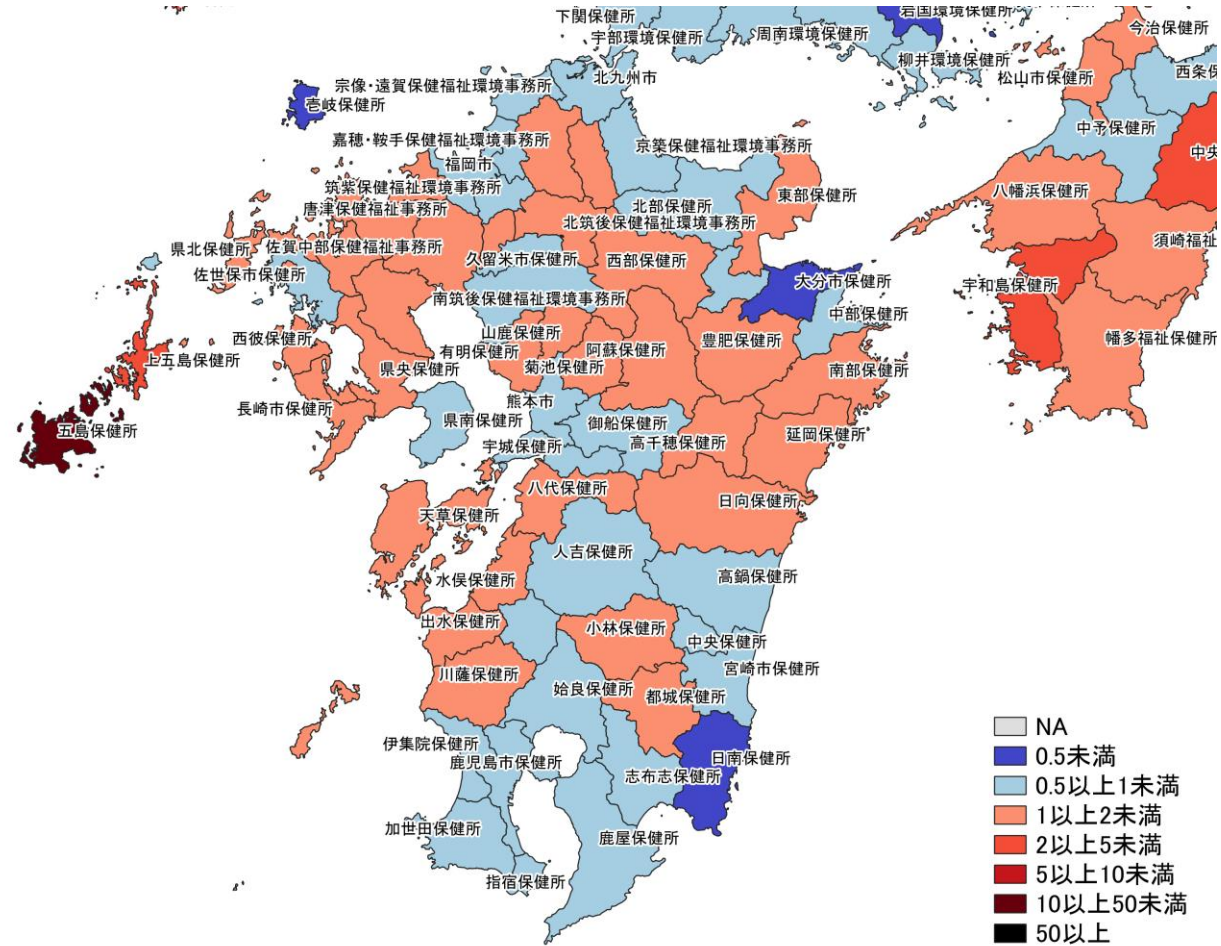 下関保健所
岩国環境保健所
宇部環境保健所
周南環境保健所
今治保健所
柳井環境保健所
松山市保健所
西条保
北九州市
宗像・遠賀保健福祉環境事務所
壱岐保健所
中予保健所
嘉穂・鞍手保健福祉環境事務所
京築保健福祉環境事務所
中央
福岡市
筑紫保健福祉環境事務所
東部保健所
八幡浜保健所
唐津保健福祉事務所
北部保健所
北筑後保健福祉環境事務所
須崎福祉
県北保健所
佐賀中部保健福祉事務所
久留米市保健所
西部保健所
佐世保市保健所
大分市保健所
宇和島保健所
南筑後保健福祉環境事務所
中部保健所
西彼保健所
山鹿保健所
豊肥保健所
幡多福祉保健所
上五島保健所
有明保健所
阿蘇保健所
県央保健所
菊池保健所
南部保健所
長崎市保健所
熊本市
県南保健所
御船保健所
五島保健所
宇城保健所
高千穂保健所
延岡保健所
八代保健所
日向保健所
天草保健所
人吉保健所
水俣保健所
高鍋保健所
出水保健所
小林保健所
中央保健所
宮崎市保健所
川薩保健所
姶良保健所
都城保健所
伊集院保健所
鹿児島市保健所
志布志保健所
日南保健所
加世田保健所
鹿屋保健所
指宿保健所
NA
0.5未満
0.5以上1未満
1以上2未満
2以上5未満
5以上10未満
10以上50未満
50以上